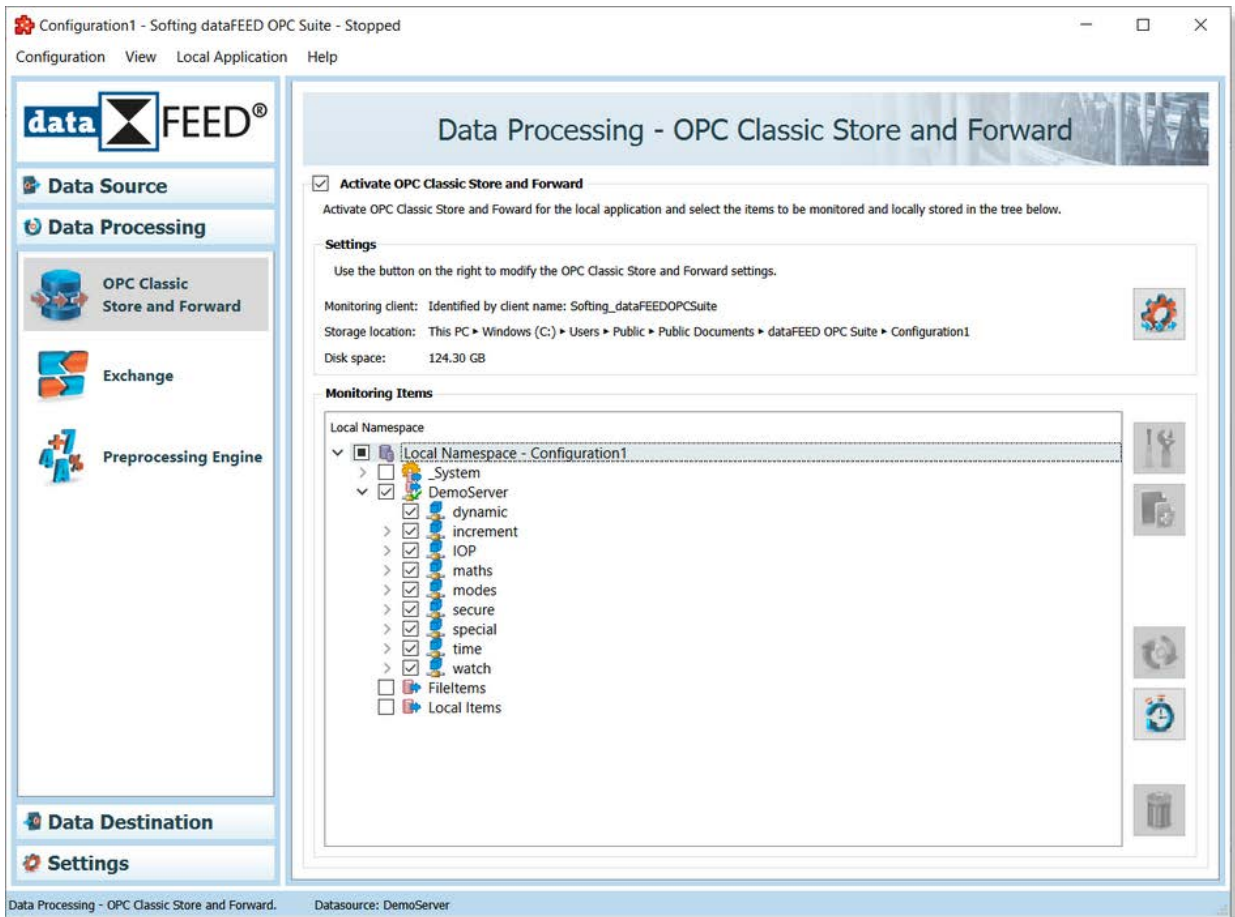 Configuration1 - Softing dataFEED OPC Suite - Stopped
Configuration View Local Application Help
data FEED®
Data Source
Data Processing
OPC Classic
Store and Forward
Exchange
Preprocessing Engine
Data Destination
Settings
Data Processing - OPC Classic Store and Forward
Activate OPC Classic Store and Forward
Activate OPC Classic Store and Foward for the local application and select the items to be monitored and locally stored in the tree below.
Settings
Use the button on the right to modify the OPC Classic Store and Forward settings.
Monitoring client: Identified by client name: Softing_dataFEEDOPCSuite
Storage location: This PC ▸ Windows (C:) ▸ Users ▸ Public ▸ Public Documents ▸ dataFEED OPC Suite ▸ Configuration1
Disk space: 124.30 GB
Monitoring Items
Local Namespace
Local Namespace - Configuration1
_System
DemoServer
dynamic
increment
IOP
maths
modes
secure
special
time
watch
FileItems
Local Items
Data Processing - OPC Classic Store and Forward. Datasource: DemoServer